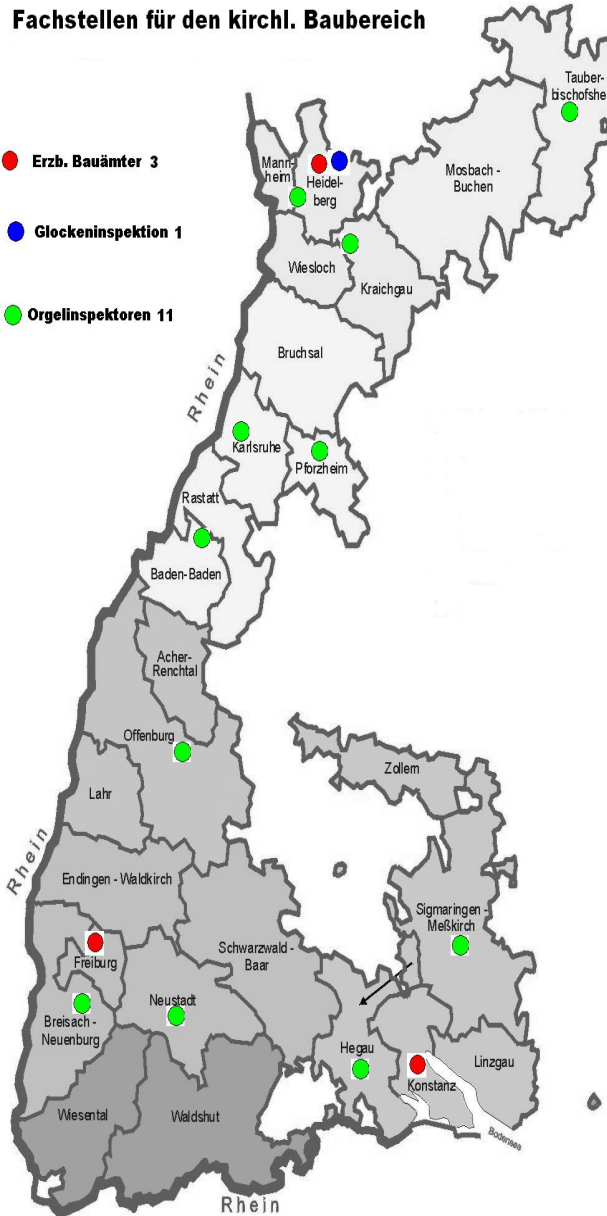 Fachstellen für den kirchl. Baubereich
Erzb. Bauämter 3
Glockeninspektion 1
Orgelinspektoren 11
Tauber-
bischofshe
Mann-
heim
Heidel-
berg
Mosbach -
Buchen
Wiesloch
Kraichgau
Bruchsal
Rhein
Karlsruhe
Pforzheim
Rastatt
Baden-Baden
Acher-
Renchtal
Offenburg
Zollern
Lahr
Rhein
Endingen - Waldkirch
Sigmaringen -
Meßkirch
Schwarzwald -
Baar
Freiburg
Neustadt
Breisach -
Neuenburg
Hegau
Linzgau
Konstanz
Wiesental
Waldshut
Bodensee
Rhein